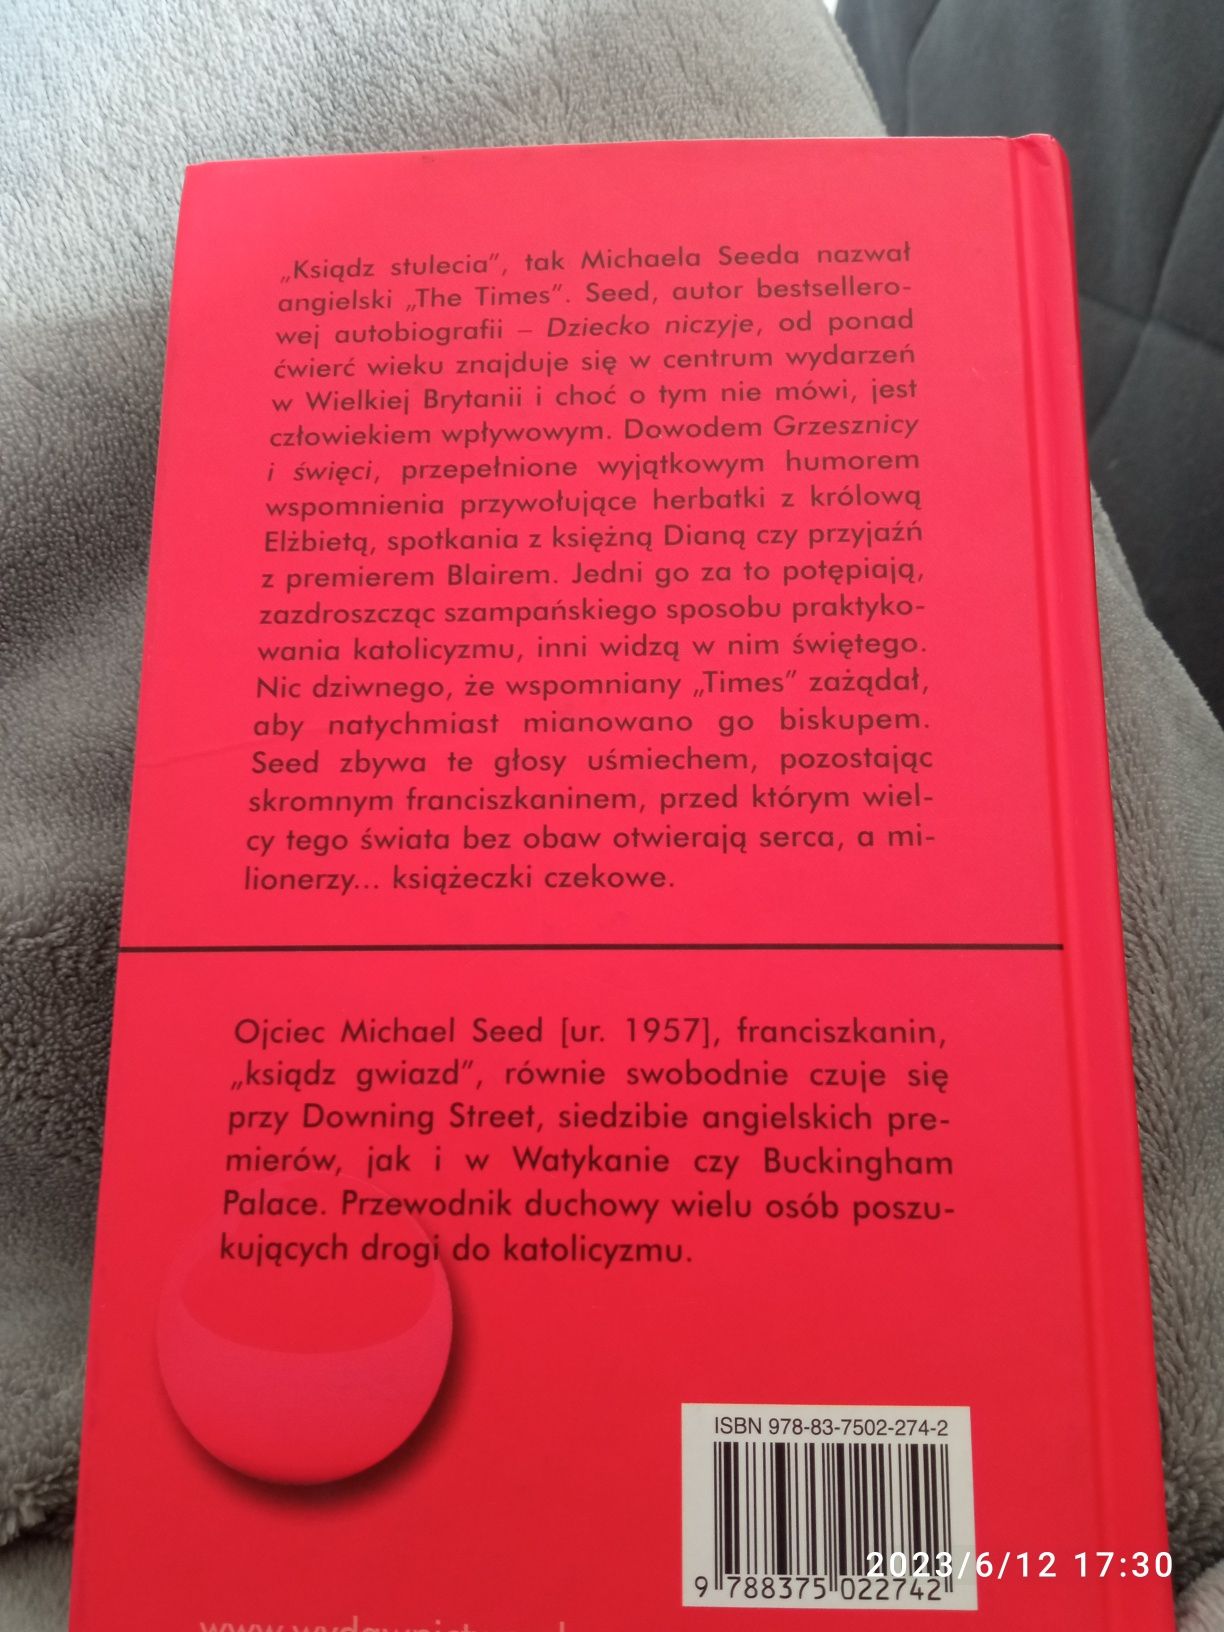 „Ksiądz stulecia”, tak Michaela Seeda nazwał
angielski „The Times”. Seed, autor bestsellero-
wej autobiografii – Dziecko niczyje, od ponad
ćwierć wieku znajduje się w centrum wydarzeń
w Wielkiej Brytanii i choć o tym nie mówi, jest
człowiekiem wpływowym. Dowodem Grzesznicy
i święci, przepełnione wyjątkowym humorem
wspomnienia przywołujące herbatki z królową
Elżbietą, spotkania z księżną Dianą czy przyjaźń
z premierem Blairem. Jedni go za to potępiają,
zazdroszcząc szampańskiego sposobu praktyko-
wania katolicyzmu, inni widzą w nim świętego.
Nic dziwnego, że wspomniany „Times” zażądał,
aby natychmiast mianowano go biskupem.
Seed zbywa te głosy uśmiechem, pozostając
skromnym franciszkaninem, przed którym wiel-
cy tego świata bez obaw otwierają serca, a mi-
lionerzy... książeczki czekowe.
Ojciec Michael Seed [ur. 1957], franciszkanin,
„ksiądz gwiazd”, równie swobodnie czuje się
przy Downing Street, siedzibie angielskich pre-
mierów, jak i w Watykanie czy Buckingham
Palace. Przewodnik duchowy wielu osób poszu-
kujących drogi do katolicyzmu.
ISBN 978-83-7502-274-2
9 788375 022742
2023/6/12 17:30